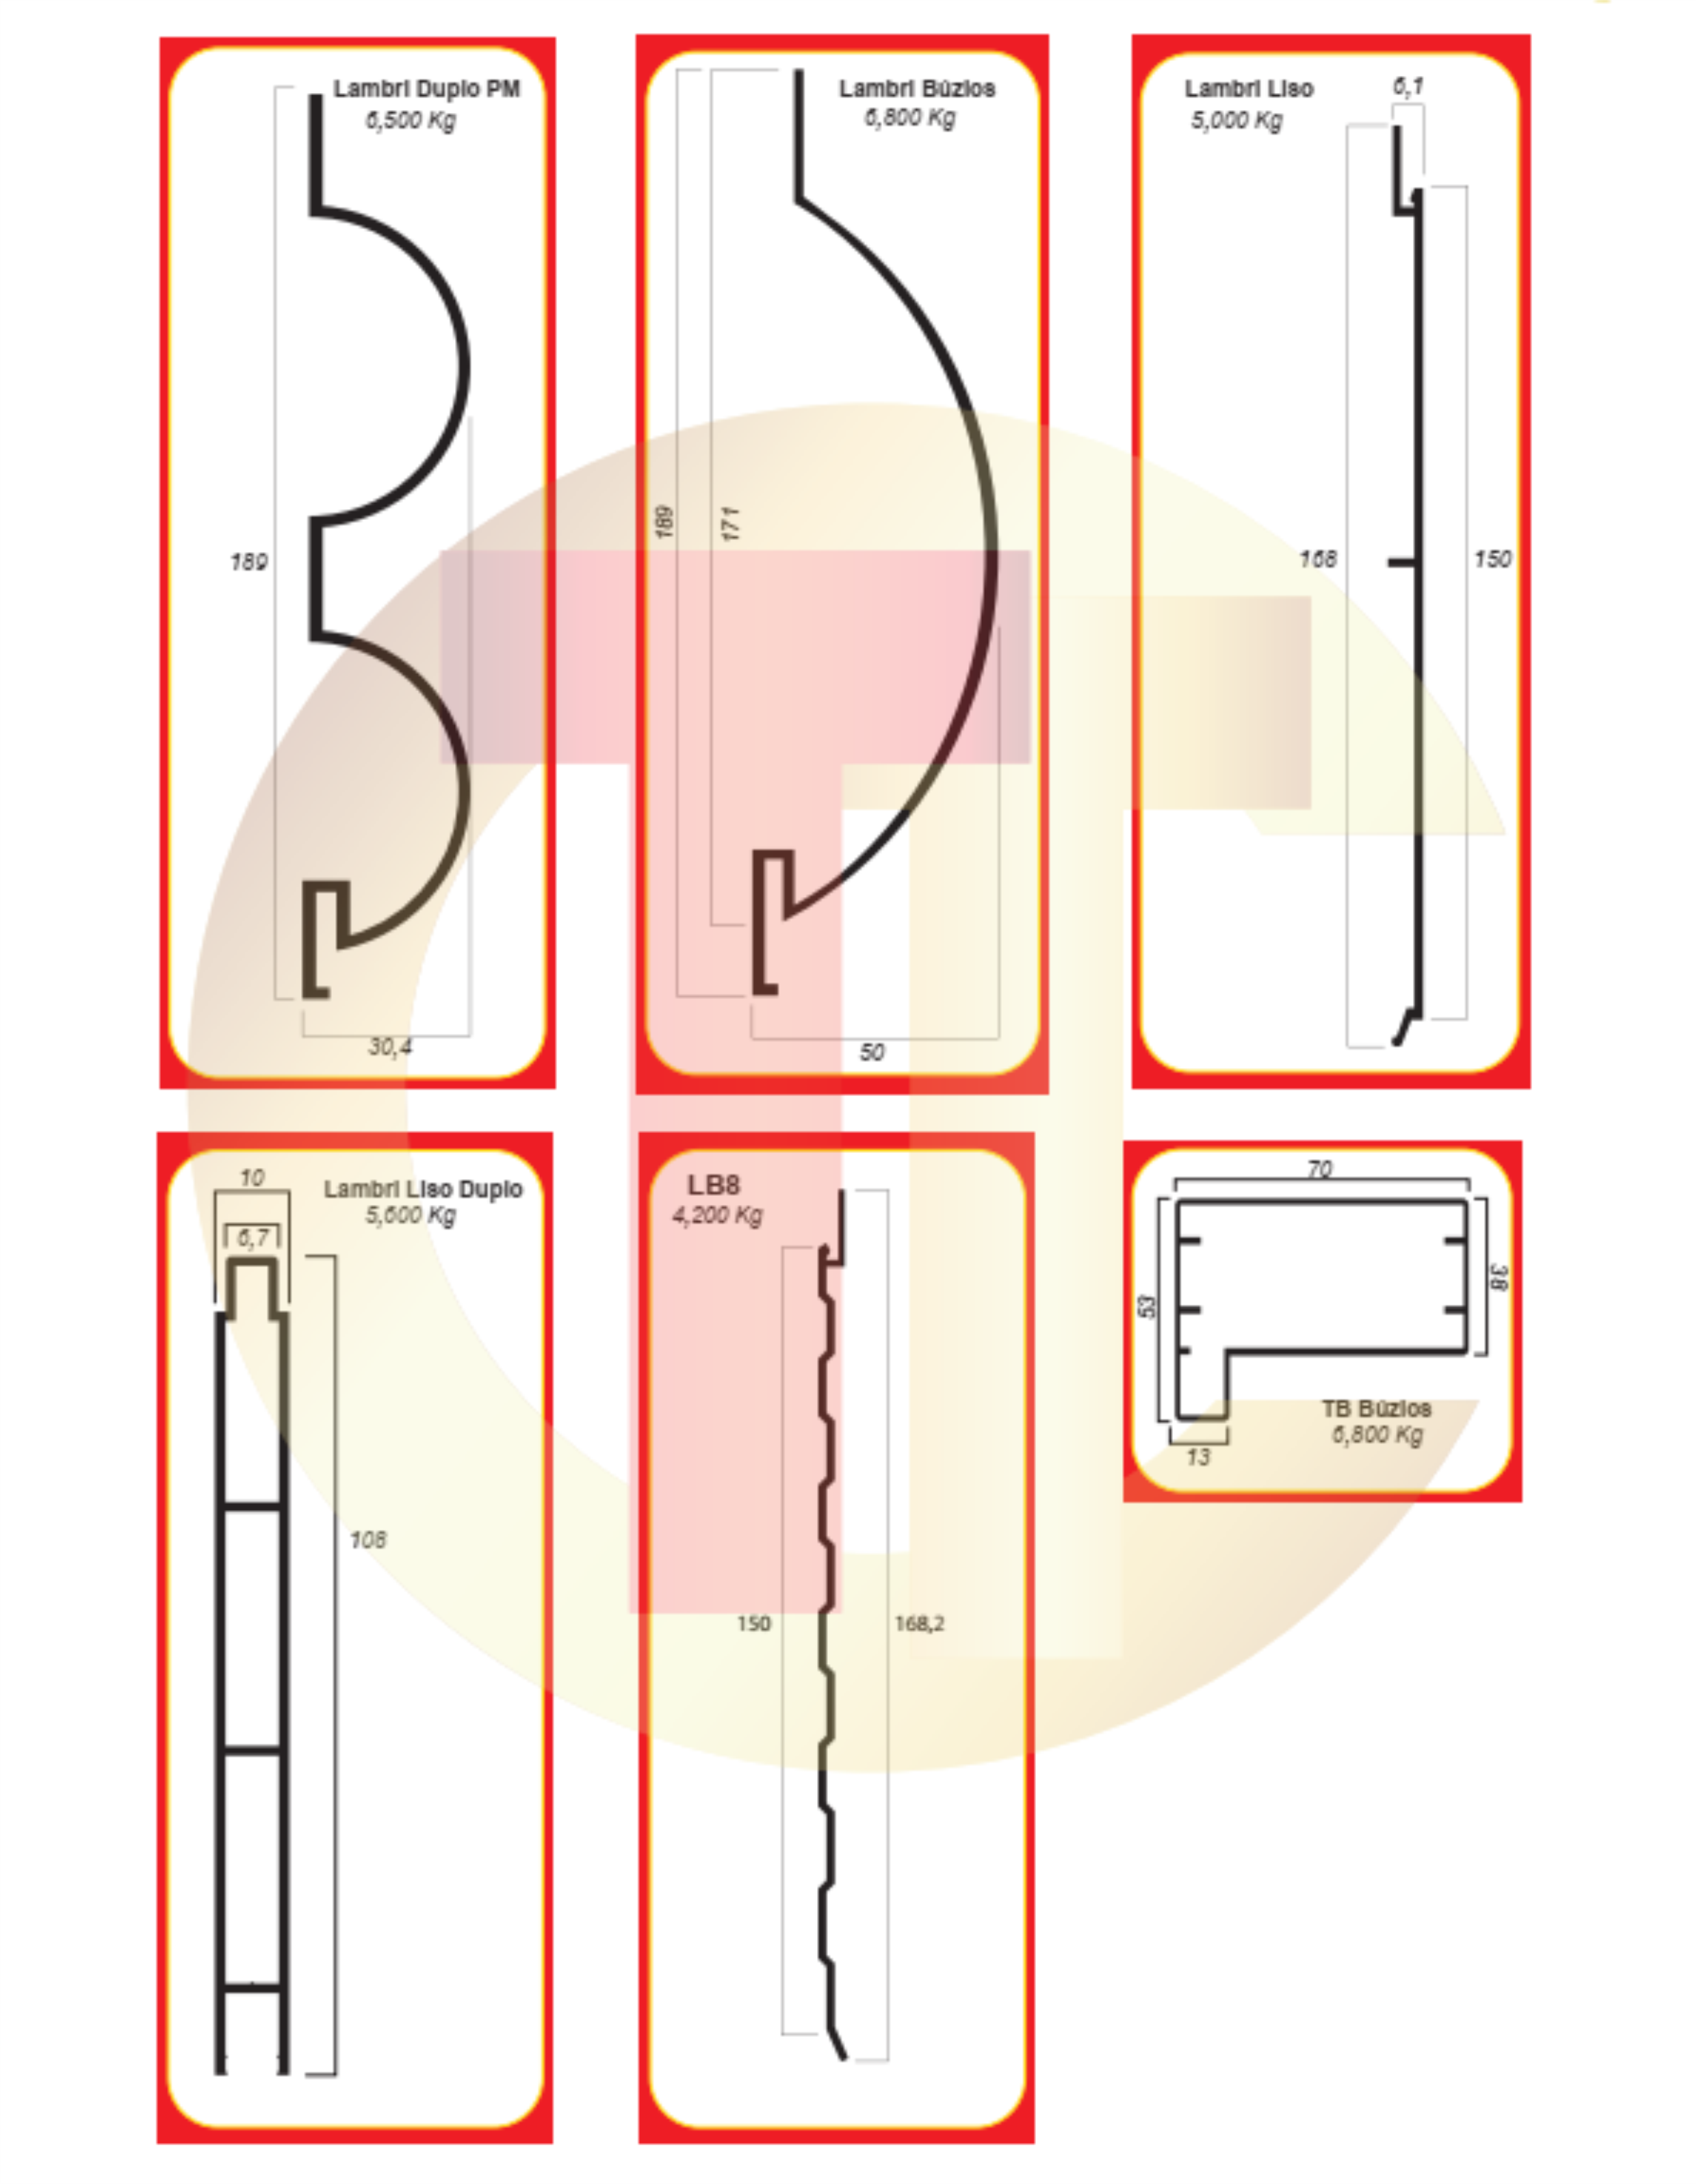 Lambri Duplo PM
6,500 Kg
189
30,4
Lambri Búzios
6,800 Kg
189
171
50
Lambri Liso
5,000 Kg
6,1
168
150
10
6,7
Lambri Liso Duplo
5,600 Kg
108
LB8
4,200 Kg
150
168,2
70
53
38
13
TB Búzios
6,800 Kg